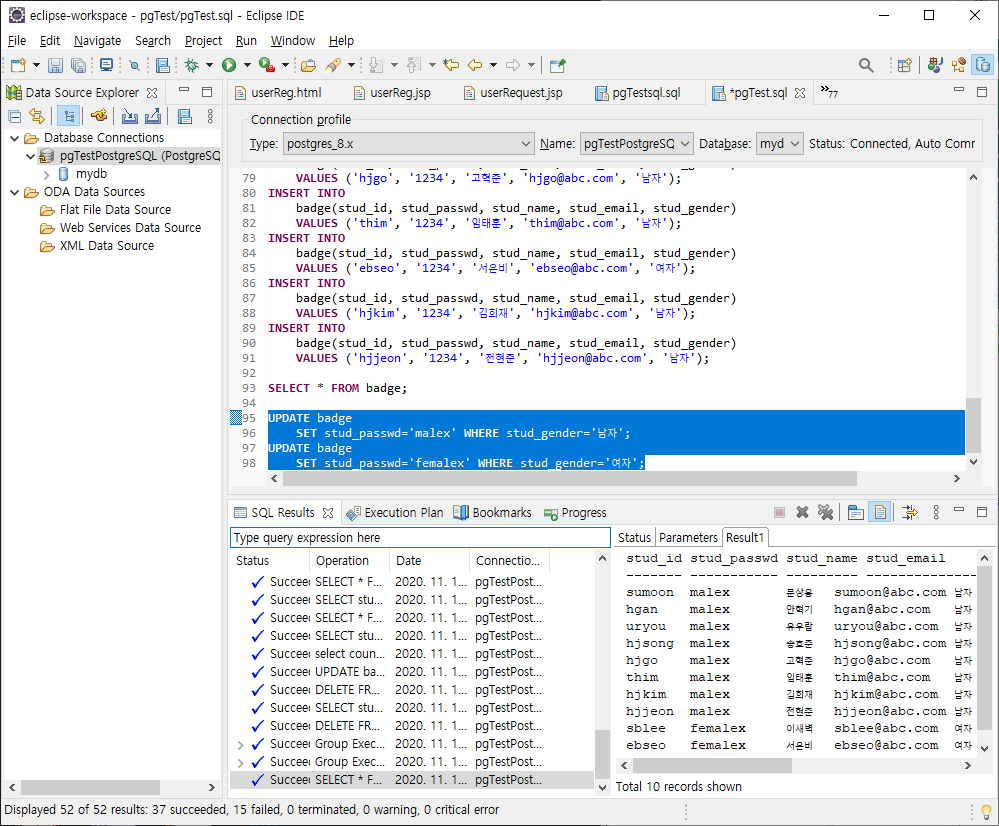 eclipse-workspace - pgTest/pgTest.sql - Eclipse IDE
File Edit Navigate Search Project Run Window Help
Data Source Explorer
Database Connections
pgTestPostgreSQL (PostgreSQ
mydb
ODA Data Sources
Flat File Data Source
Web Services Data Source
XML Data Source
userReg.html userReg.jsp userRequest.jsp pgTestsql.sql *pgTest.sql »77
Connection profile
Type: postgres_8.x Name: pgTestPostgreSQ Database: myd Status: Connected, Auto Comr
79 VALUES ('hjgo', '1234', '고혁준', 'hjgo@abc.com', '남자');
80 INSERT INTO
81 badge(stud_id, stud_passwd, stud_name, stud_email, stud_gender)
82 VALUES ('thim', '1234', '임태훈', 'thim@abc.com', '남자');
83 INSERT INTO
84 badge(stud_id, stud_passwd, stud_name, stud_email, stud_gender)
85 VALUES ('ebseo', '1234', '서은비', 'ebseo@abc.com', '여자');
86 INSERT INTO
87 badge(stud_id, stud_passwd, stud_name, stud_email, stud_gender)
88 VALUES ('hjkim', '1234', '김희재', 'hjkim@abc.com', '남자');
89 INSERT INTO
90 badge(stud_id, stud_passwd, stud_name, stud_email, stud_gender)
91 VALUES ('hjjeon', '1234', '전현준', 'hjjeon@abc.com', '남자');
92
93 SELECT * FROM badge;
94
95 UPDATE badge
96 SET stud_passwd='malex' WHERE stud_gender='남자';
97 UPDATE badge
98 SET stud_passwd='femalex' WHERE stud_gender='여자';
SQL Results Execution Plan Bookmarks Progress
Type query expression here
Status Operation Date Connectio...
Succeed SELECT * F... 2020. 11. 1... pgTestPost...
Succeed SELECT stu... 2020. 11. 1... pgTestPost...
Succeed SELECT * F... 2020. 11. 1... pgTestPost...
Succeed SELECT stu... 2020. 11. 1... pgTestPost...
Succeed select coun... 2020. 11. 1... pgTestPost...
Succeed UPDATE ba... 2020. 11. 1... pgTestPost...
Succeed DELETE FR... 2020. 11. 1... pgTestPost...
Succeed SELECT stu... 2020. 11. 1... pgTestPost...
Succeed DELETE FR... 2020. 11. 1... pgTestPost...
Succeed Group Exec... 2020. 11. 1... pgTestPost...
Succeed Group Exec... 2020. 11. 1... pgTestPost...
Succeed SELECT * F... 2020. 11. 1... pgTestPost...
Status Parameters Result1
stud_id stud_passwd stud_name stud_email
------- ----------- --------- --------------
sumoon malex 문상용 sumoon@abc.com 남자
hgan malex 안혁기 hgan@abc.com 남자
uryou malex 유우람 uryou@abc.com 남자
hjsong malex 송호준 hjsong@abc.com 남자
hjgo malex 고혁준 hjgo@abc.com 남자
thim malex 임태훈 thim@abc.com 남자
hjkim malex 김희재 hjkim@abc.com 남자
hjjeon malex 전현준 hjjeon@abc.com 남자
sblee femalex 이새벽 sblee@abc.com 여자
ebseo femalex 서은비 ebseo@abc.com 여자
Total 10 records shown
Displayed 52 of 52 results: 37 succeeded, 15 failed, 0 terminated, 0 warning, 0 critical error